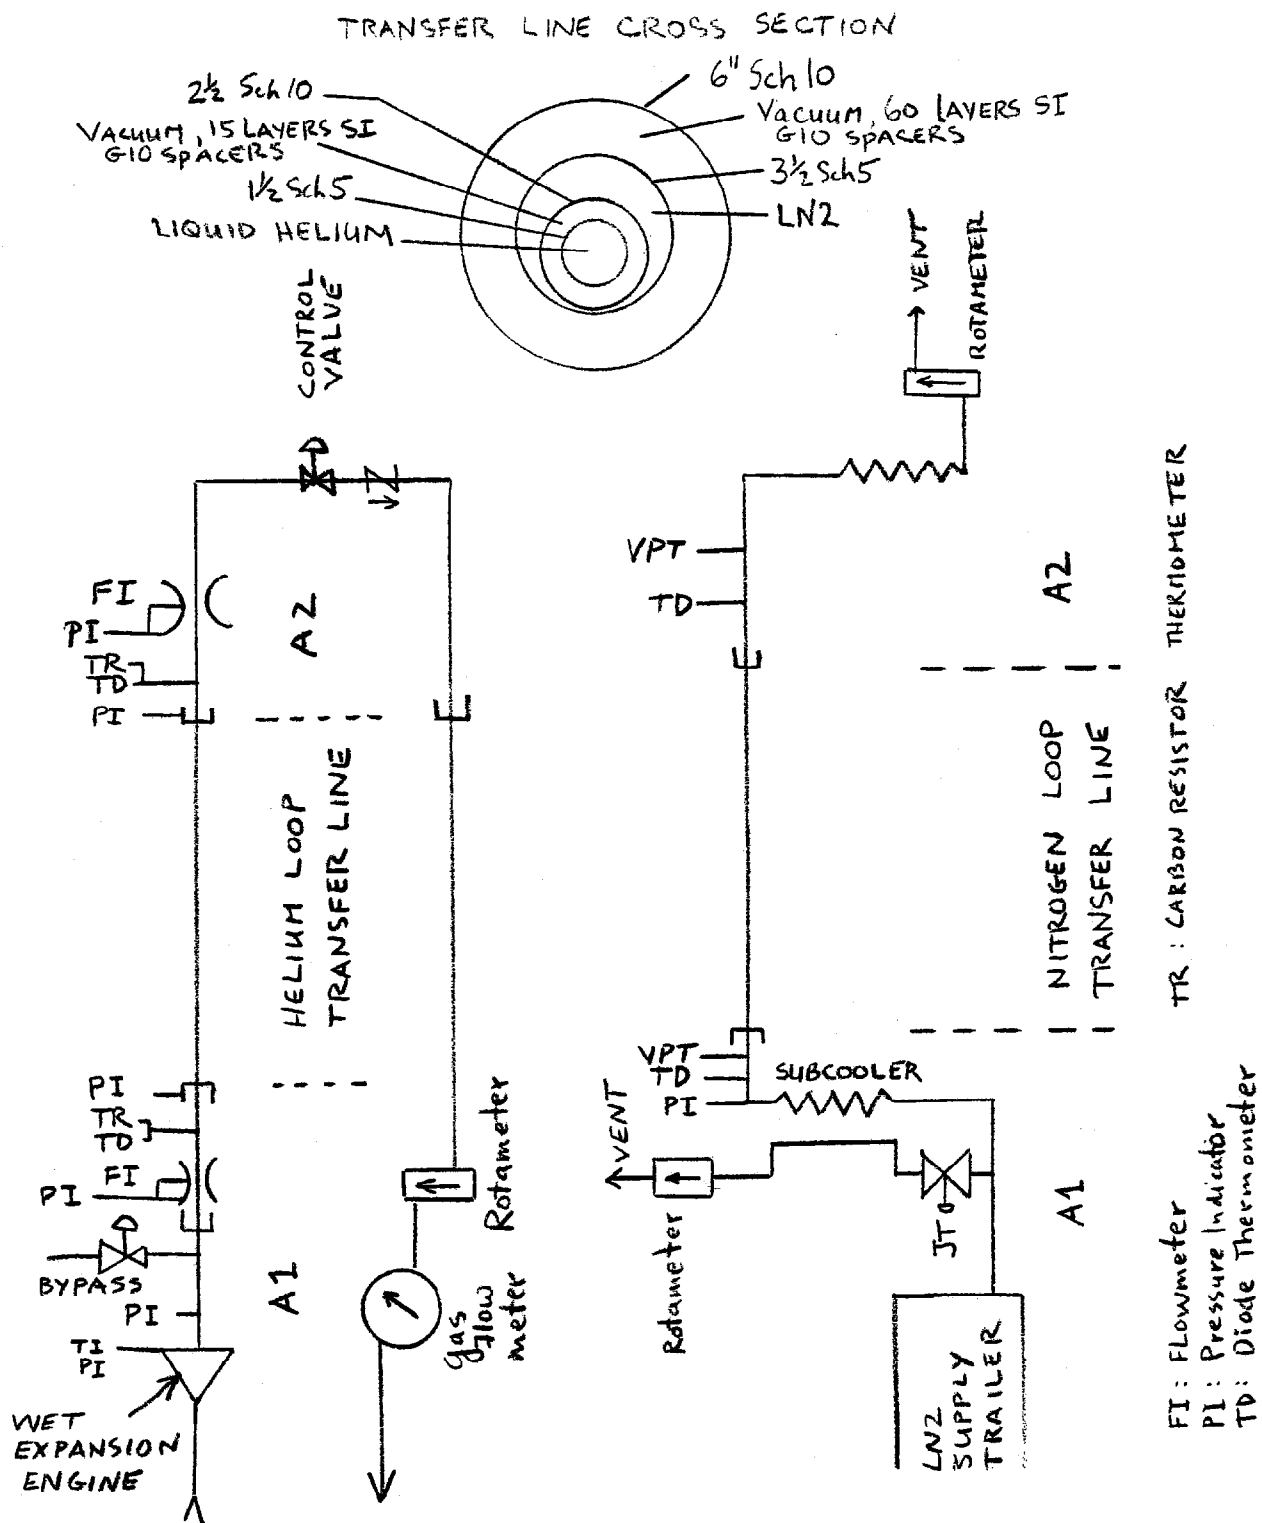 TRANSFER LINE CROSS SECTION
6" Sch 10
2½ Sch 10
VACUUM, 60 LAYERS SI
G10 SPACERS
VACUUM, 15 LAYERS SI
G10 SPACERS
3½ Sch 5
1½ Sch 5
LN2
LIQUID HELIUM
CONTROL
VALVE
VENT
ROTAMETER
FI
PI
TR
TD
PI
A2
HELIUM LOOP
TRANSFER LINE
PI
TR
TD
FI
PI
BYPASS
PI
TI
PI
WET
EXPANSION
ENGINE
A1
Rotameter
gas
flow
meter
VPT
TD
A2
NITROGEN LOOP
TRANSFER LINE
VPT
TD
PI
SUBCOOLER
VENT
Rotameter
JT
A1
LN2
SUPPLY
TRAILER
TR : CARBON RESISTOR THERMOMETER
FI : FLOWmeter
PI : Pressure Indicator
TD : Diode Thermometer